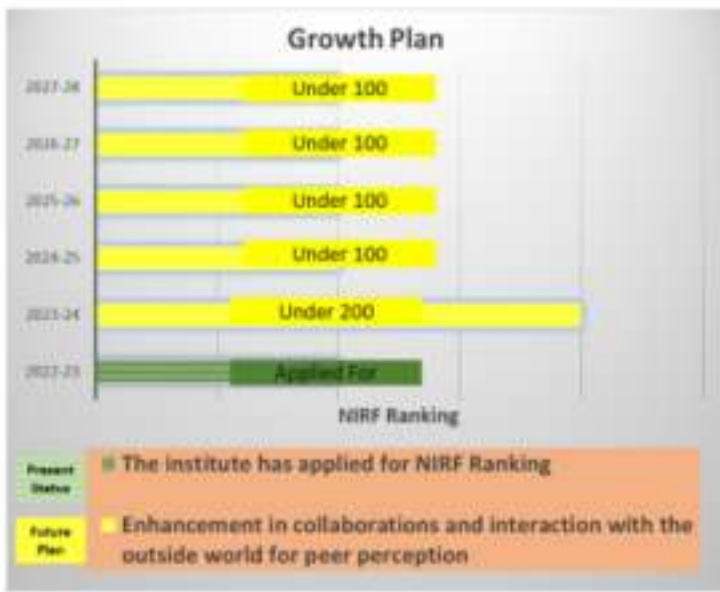 Growth Plan
2027-28
Under 100
2026-27
Under 100
2025-26
Under 100
2024-25
Under 100
2023-24
Under 200
2022-23
Applied For
NIRF Ranking
Present
Status
The institute has applied for NIRF Ranking
Future
Plan
Enhancement in collaborations and interaction with the
outside world for peer perception